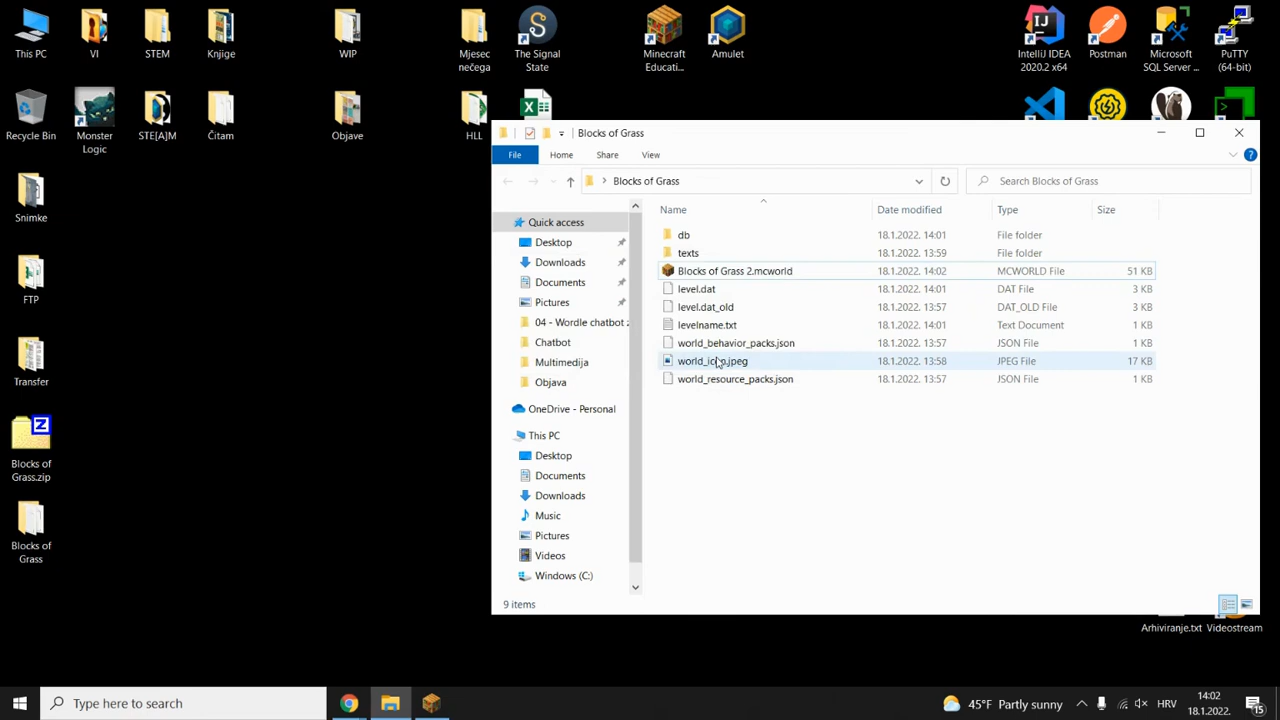 This PC
VI
STEM
Knjige
WIP
Mjesec
nečega
The Signal
State
Minecraft
Educati...
Amulet
IntelliJ IDEA
2020.2 x64
Postman
Microsoft
SQL Server ...
PuTTY
(64-bit)
Recycle Bin
Monster
Logic
STE[A]M
Čitam
Objave
HLL
Snimke
FTP
Transfer
Blocks of
Grass.zip
Blocks of
Grass
Blocks of Grass
File
Home
Share
View
Blocks of Grass
Search Blocks of Grass
Name
Date modified
Type
Size
Quick access
Desktop
Downloads
Documents
Pictures
04 - Wordle chatbot z
Chatbot
Multimedija
Objava
OneDrive - Personal
This PC
Desktop
Documents
Downloads
Music
Pictures
Videos
Windows (C:)
db 18.1.2022. 14:01 File folder
texts 18.1.2022. 13:59 File folder
Blocks of Grass 2.mcworld 18.1.2022. 14:02 MCWORLD File 51 KB
level.dat 18.1.2022. 14:01 DAT File 3 KB
level.dat_old 18.1.2022. 13:57 DAT_OLD File 3 KB
levelname.txt 18.1.2022. 14:01 Text Document 1 KB
world_behavior_packs.json 18.1.2022. 13:57 JSON File 1 KB
world_icon.jpeg 18.1.2022. 13:58 JPEG File 17 KB
world_resource_packs.json 18.1.2022. 13:57 JSON File 1 KB
9 items
Arhiviranje.txt
Videostream
Type here to search
45°F Partly sunny
HRV
14:02
18.1.2022.
15